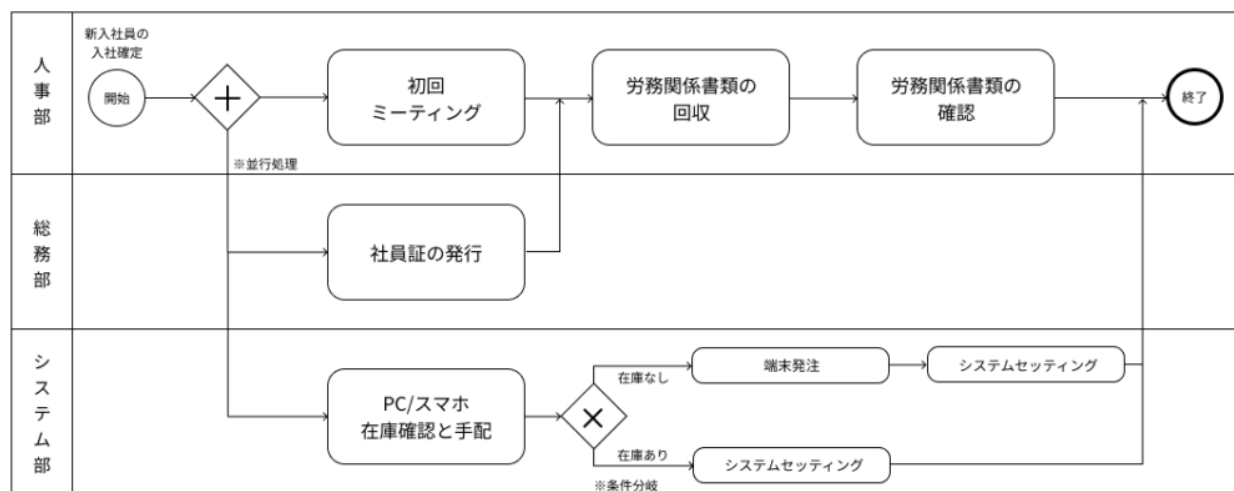 人事部
新入社員の
入社確定
開始
※並行処理
初回
ミーティング
労務関係書類の
回収
労務関係書類の
確認
終了
総務部
社員証の発行
システム部
PC/スマホ
在庫確認と手配
在庫なし
端末発注
システムセッティング
在庫あり
システムセッティング
※条件分岐